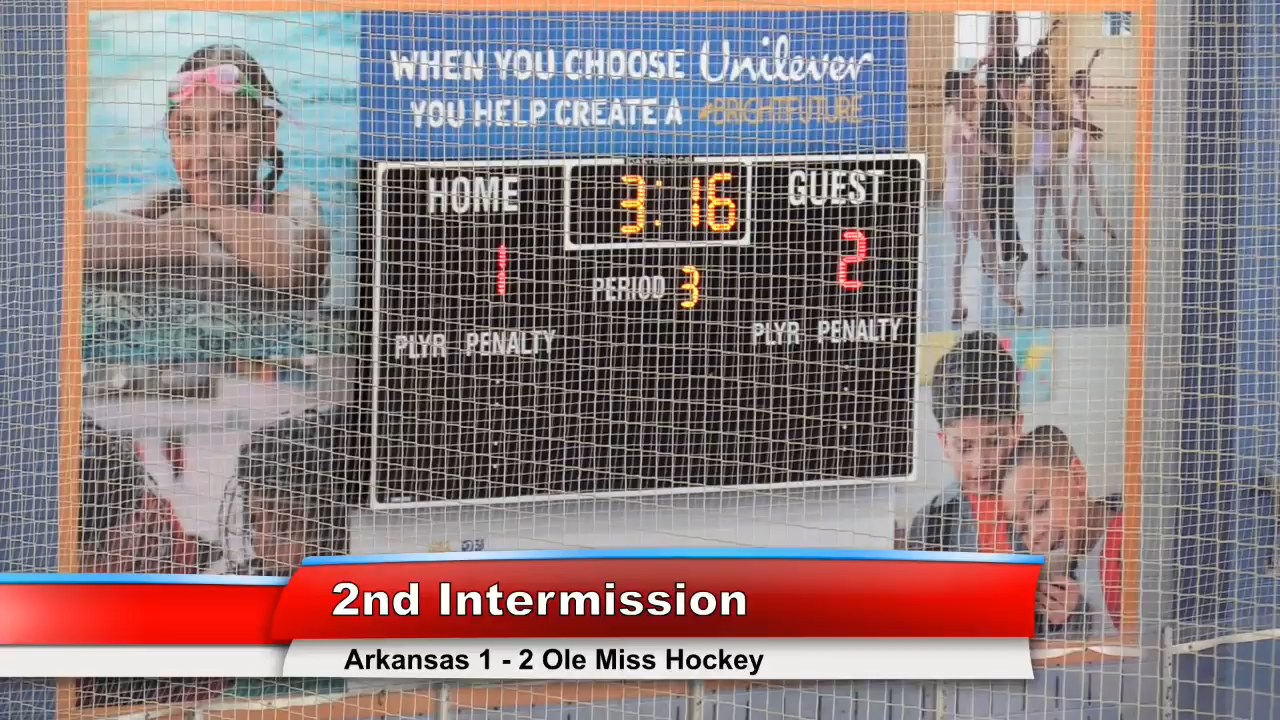 WHEN YOU CHOOSE Unilever
YOU HELP CREATE A #BRIGHTFUTURE
HOME 3:16 GUEST
1 PERIOD 3 2
PLYR PENALTY PLYR PENALTY
2nd Intermission
Arkansas 1 - 2 Ole Miss Hockey